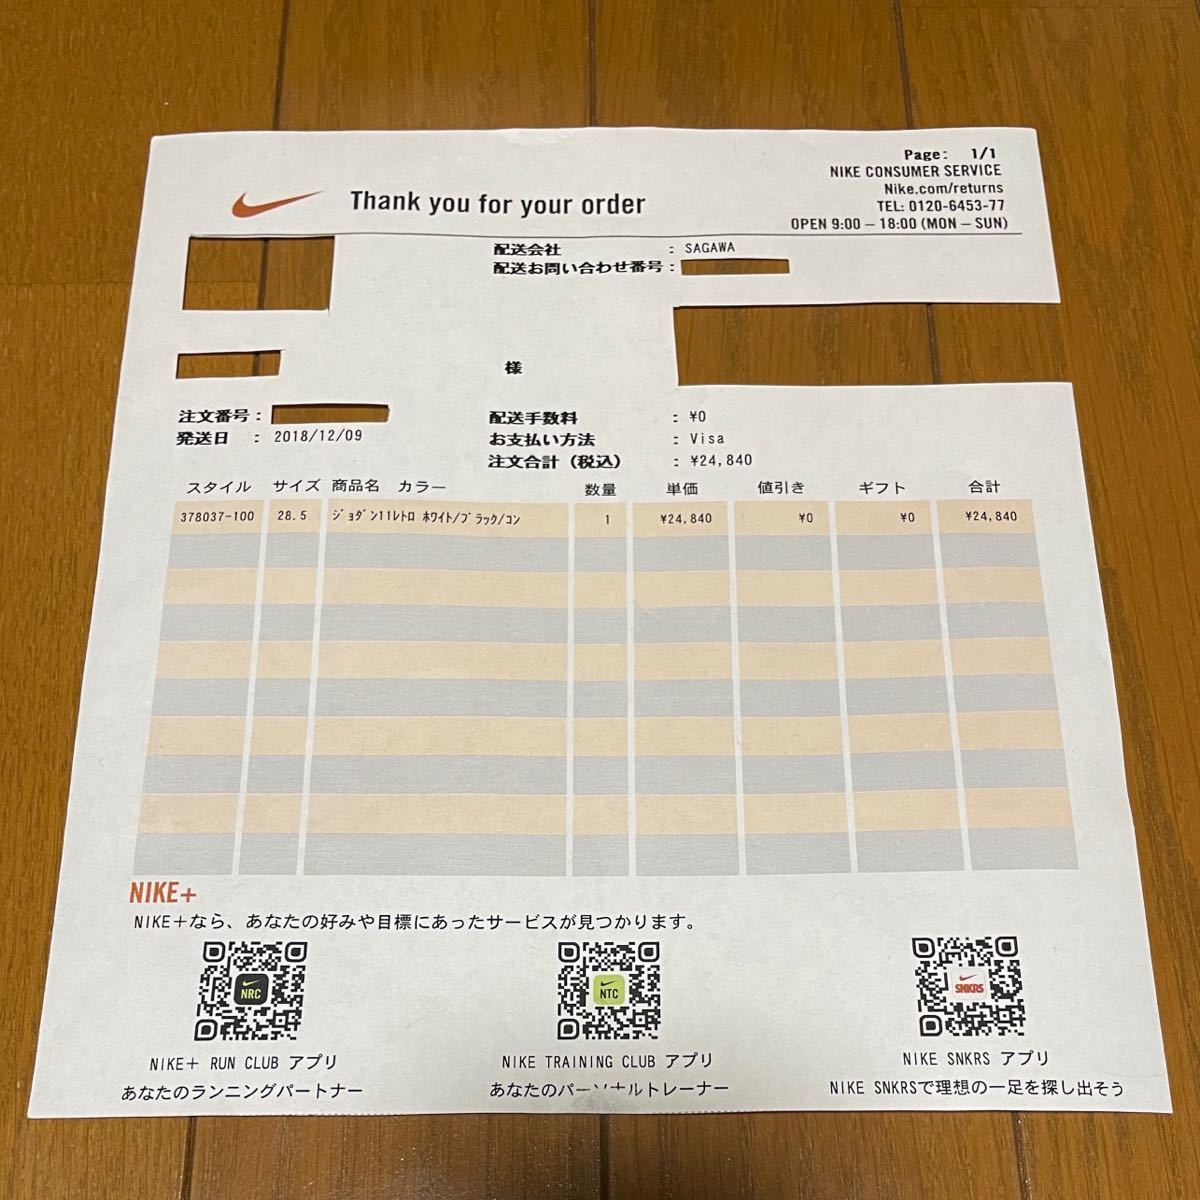 Page: 1/1
NIKE CONSUMER SERVICE
Nike.com/returns
TEL: 0120-6453-77
OPEN 9:00 – 18:00 (MON – SUN)
Thank you for your order
配送会社 : SAGAWA
配送お問い合わせ番号 :
様
注文番号 :
発送日 : 2018/12/09
配送手数料 : ¥0
お支払い方法 : Visa
注文合計 (税込) : ¥24,840
スタイル サイズ 商品名 カラー 数量 単価 値引き ギフト 合計
378037-100 28.5 ジョダン11レトロ ホワイト/ブラック/コン 1 ¥24,840 ¥0 ¥0 ¥24,840
NIKE+
NIKE+なら、あなたの好みや目標にあったサービスが見つかります。
NRC
NTC
SNKRS
NIKE+ RUN CLUB アプリ
あなたのランニングパートナー
NIKE TRAINING CLUB アプリ
あなたのパーソナルトレーナー
NIKE SNKRS アプリ
NIKE SNKRSで理想の一足を探し出そう